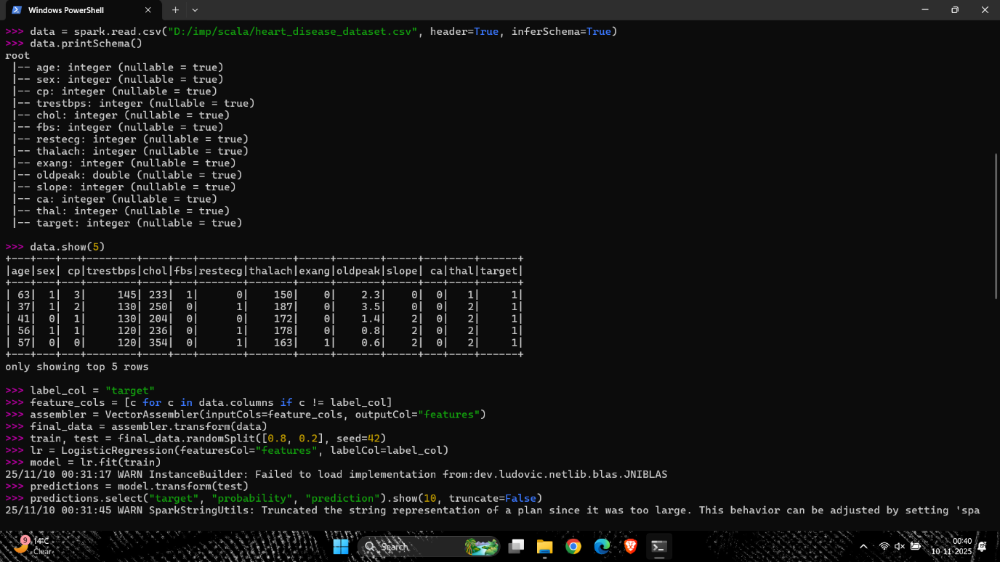 Windows PowerShell
>>> data = spark.read.csv("D:/imp/scala/heart_disease_dataset.csv", header=True, inferSchema=True)
>>> data.printSchema()
root
 |-- age: integer (nullable = true)
 |-- sex: integer (nullable = true)
 |-- cp: integer (nullable = true)
 |-- trestbps: integer (nullable = true)
 |-- chol: integer (nullable = true)
 |-- fbs: integer (nullable = true)
 |-- restecg: integer (nullable = true)
 |-- thalach: integer (nullable = true)
 |-- exang: integer (nullable = true)
 |-- oldpeak: double (nullable = true)
 |-- slope: integer (nullable = true)
 |-- ca: integer (nullable = true)
 |-- thal: integer (nullable = true)
 |-- target: integer (nullable = true)

>>> data.show(5)
+---+---+---+--------+----+---+-------+-------+-----+-------+-----+---+----+------+
|age|sex| cp|trestbps|chol|fbs|restecg|thalach|exang|oldpeak|slope| ca|thal|target|
+---+---+---+--------+----+---+-------+-------+-----+-------+-----+---+----+------+
| 63|  1|  3|     145| 233|  1|      0|    150|    0|    2.3|    0|  0|   1|     1|
| 37|  1|  2|     130| 250|  0|      1|    187|    0|    3.5|    0|  0|   2|     1|
| 41|  0|  1|     130| 204|  0|      0|    172|    0|    1.4|    2|  0|   2|     1|
| 56|  1|  1|     120| 236|  0|      1|    178|    0|    0.8|    2|  0|   2|     1|
| 57|  0|  0|     120| 354|  0|      1|    163|    1|    0.6|    2|  0|   2|     1|
+---+---+---+--------+----+---+-------+-------+-----+-------+-----+---+----+------+
only showing top 5 rows

>>> label_col = "target"
>>> feature_cols = [c for c in data.columns if c != label_col]
>>> assembler = VectorAssembler(inputCols=feature_cols, outputCol="features")
>>> final_data = assembler.transform(data)
>>> train, test = final_data.randomSplit([0.8, 0.2], seed=42)
>>> lr = LogisticRegression(featuresCol="features", labelCol=label_col)
>>> model = lr.fit(train)
25/11/10 00:31:17 WARN InstanceBuilder: Failed to load implementation from:dev.ludovic.netlib.blas.JNIBLAS
>>> predictions = model.transform(test)
>>> predictions.select("target", "probability", "prediction").show(10, truncate=False)
25/11/10 00:31:45 WARN SparkStringUtils: Truncated the string representation of a plan since it was too large. This behavior can be adjusted by setting 'spa
9
14°C
Clear
Search
00:40
10-11-2025